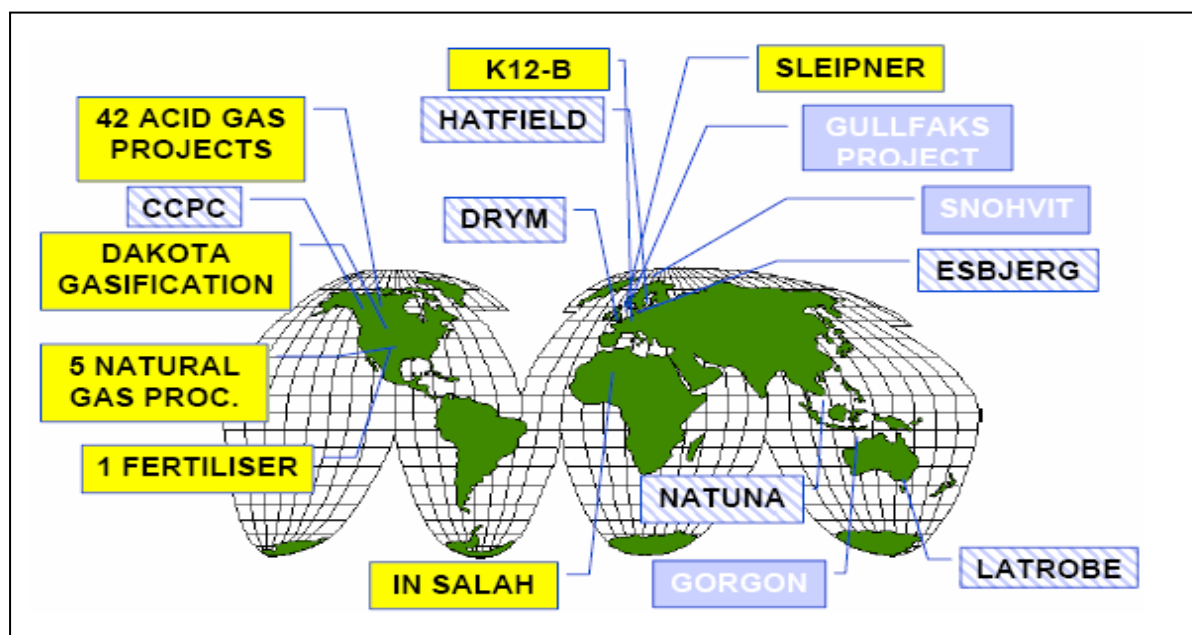 K12-B
SLEIPNER
42 ACID GAS
PROJECTS
HATFIELD
GULLFAKS
PROJECT
CCPC
DRYM
SNOHVIT
DAKOTA
GASIFICATION
ESBJERG
5 NATURAL
GAS PROC.
1 FERTILISER
NATUNA
IN SALAH
GORGON
LATROBE